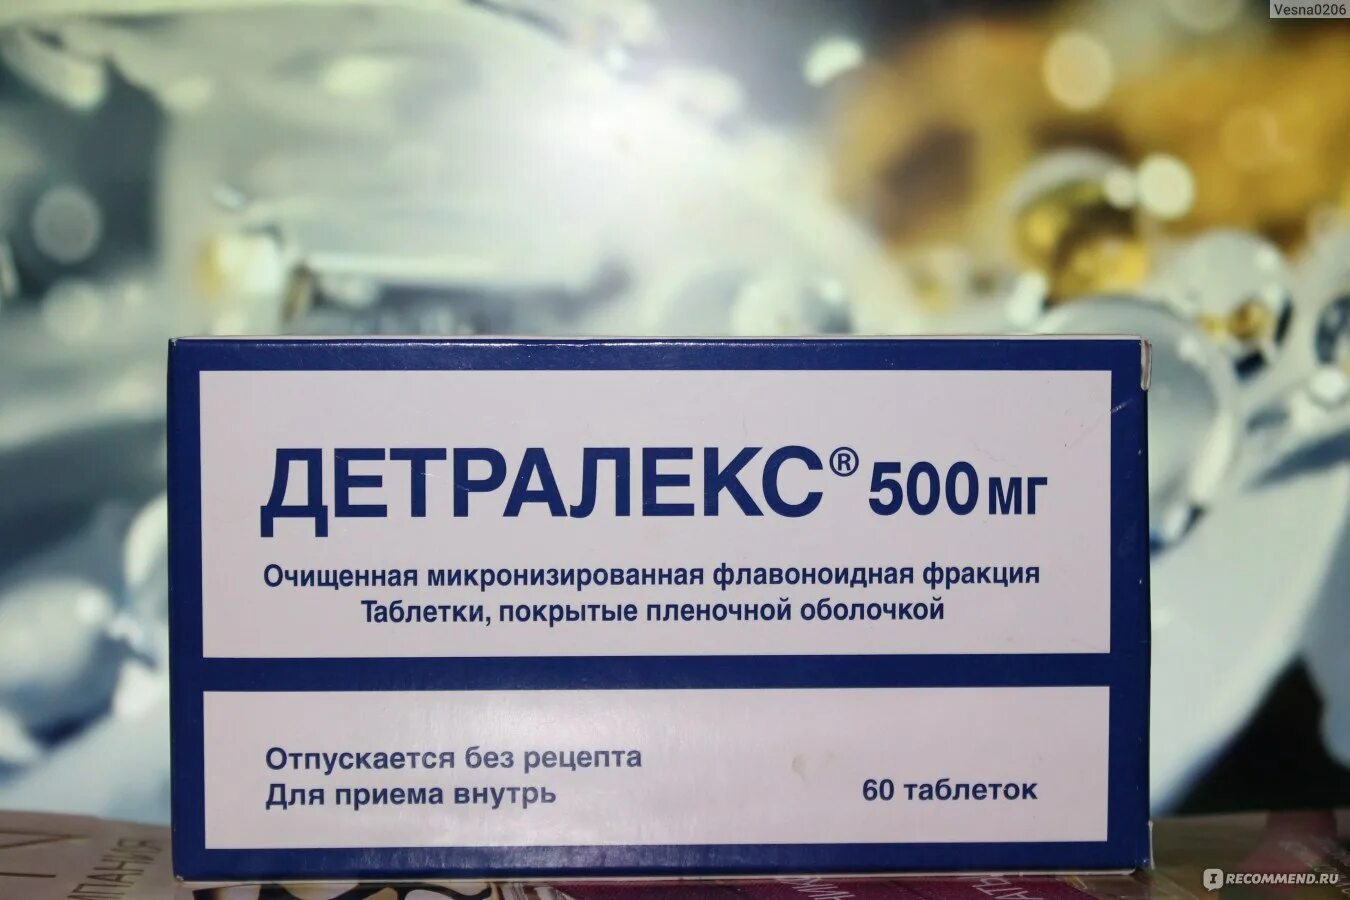 Vesna0206
ДЕТРАЛЕКС® 500 мг
Очищенная микронизированная флавоноидная фракция
Таблетки, покрытые пленочной оболочкой
Отпускается без рецепта
Для приема внутрь
60 таблеток
IRECOMMEND.RU